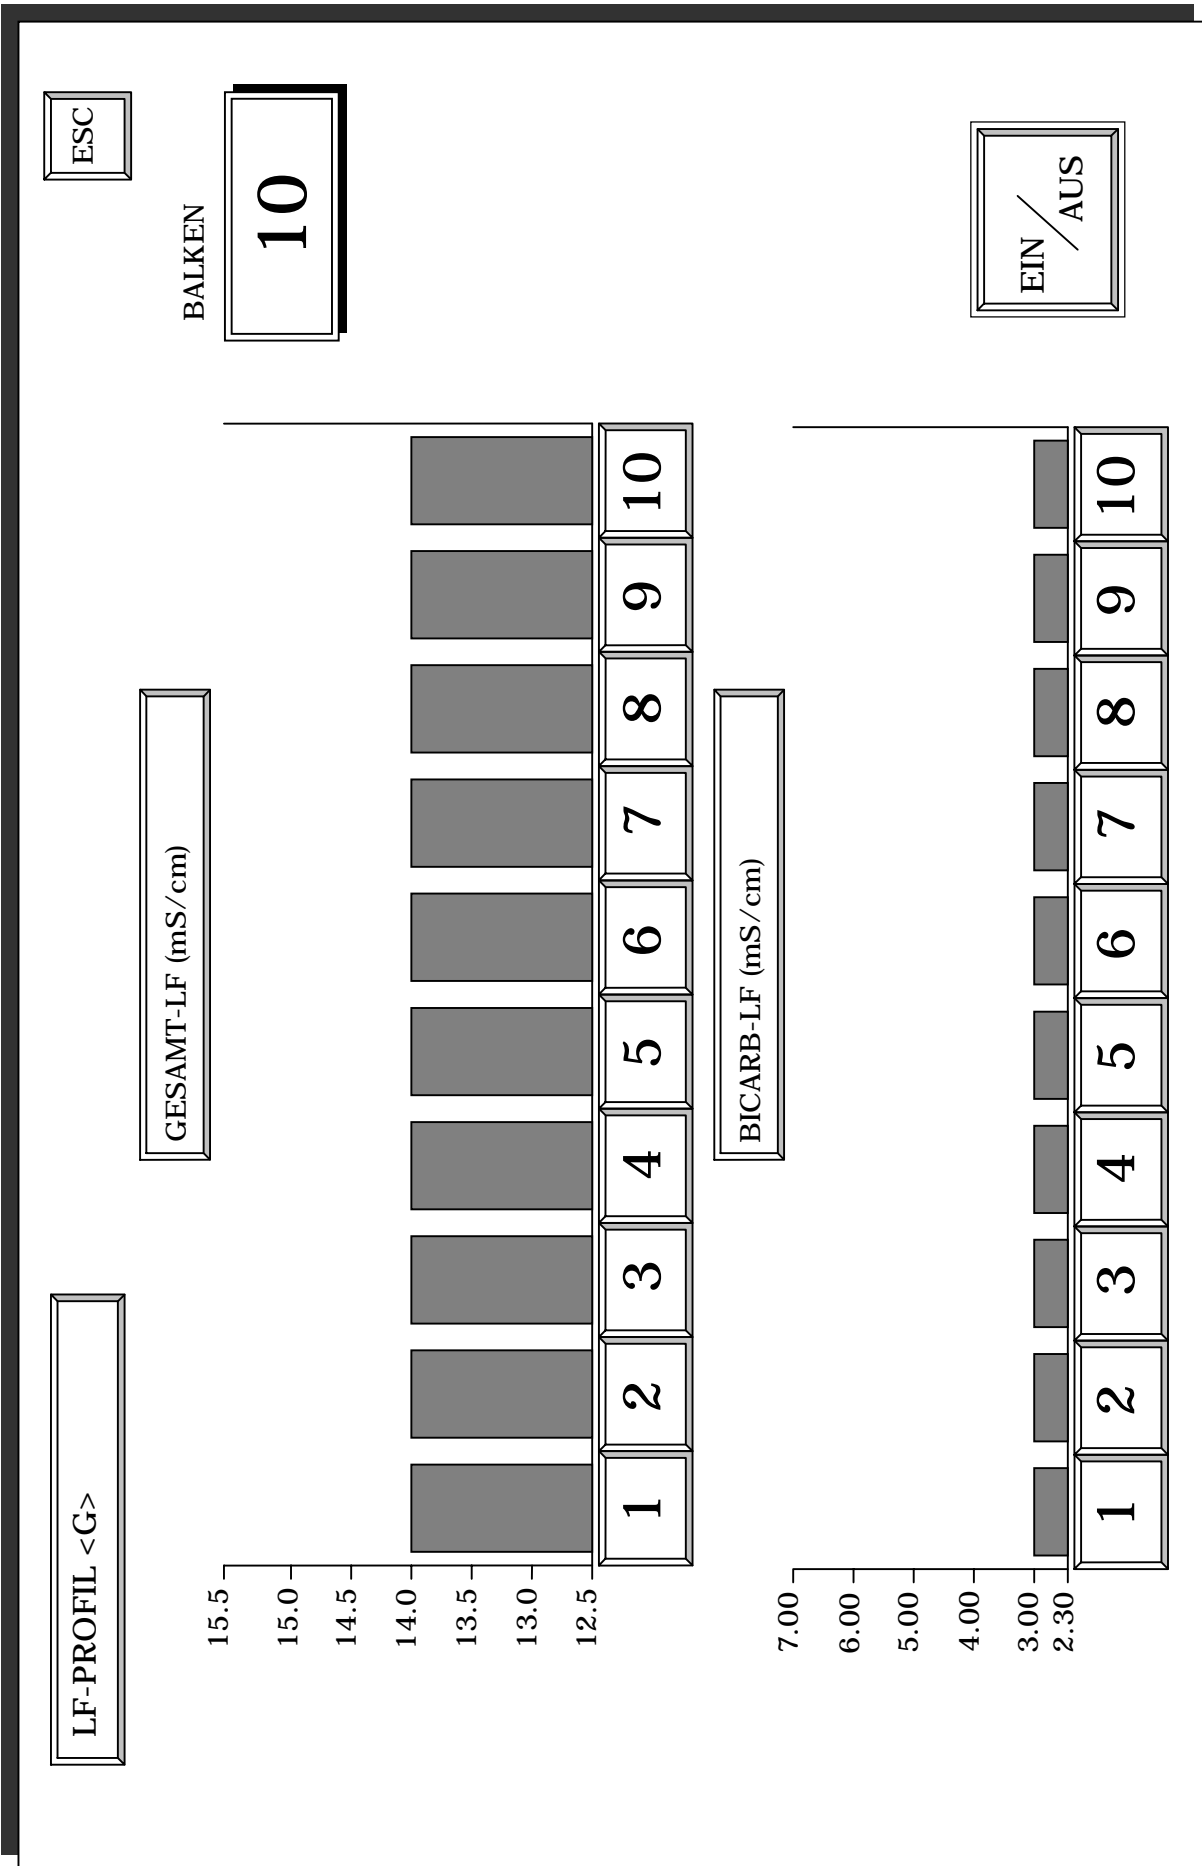 LF-PROFIL <G>
ESC
GESAMT-LF (mS/cm)
BALKEN
10
15.5
15.0
14.5
14.0
13.5
13.0
12.5
1 2 3 4 5 6 7 8 9 10
BICARB-LF (mS/cm)
7.00
6.00
5.00
4.00
3.00
2.30
1 2 3 4 5 6 7 8 9 10
EIN / AUS